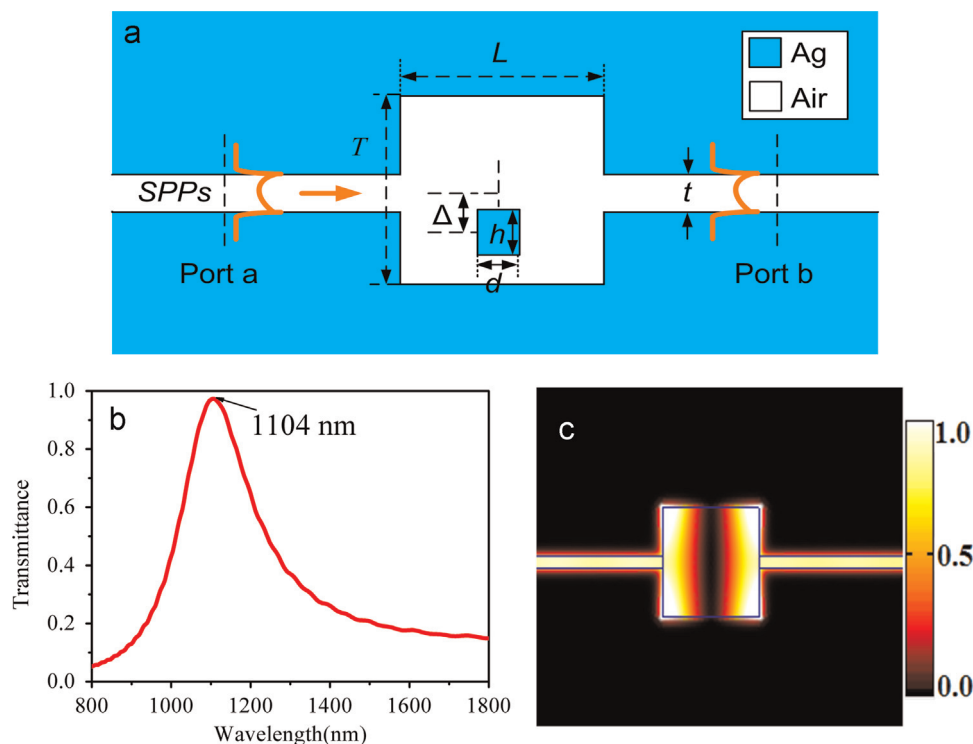 a
L
Ag
Air
T
SPPs
t
Δ
h
d
Port a
Port b
b
1104 nm
1.0
0.8
0.6
0.4
0.2
0.0
Transmittance
800 1000 1200 1400 1600 1800
Wavelength(nm)
c
1.0
0.5
0.0